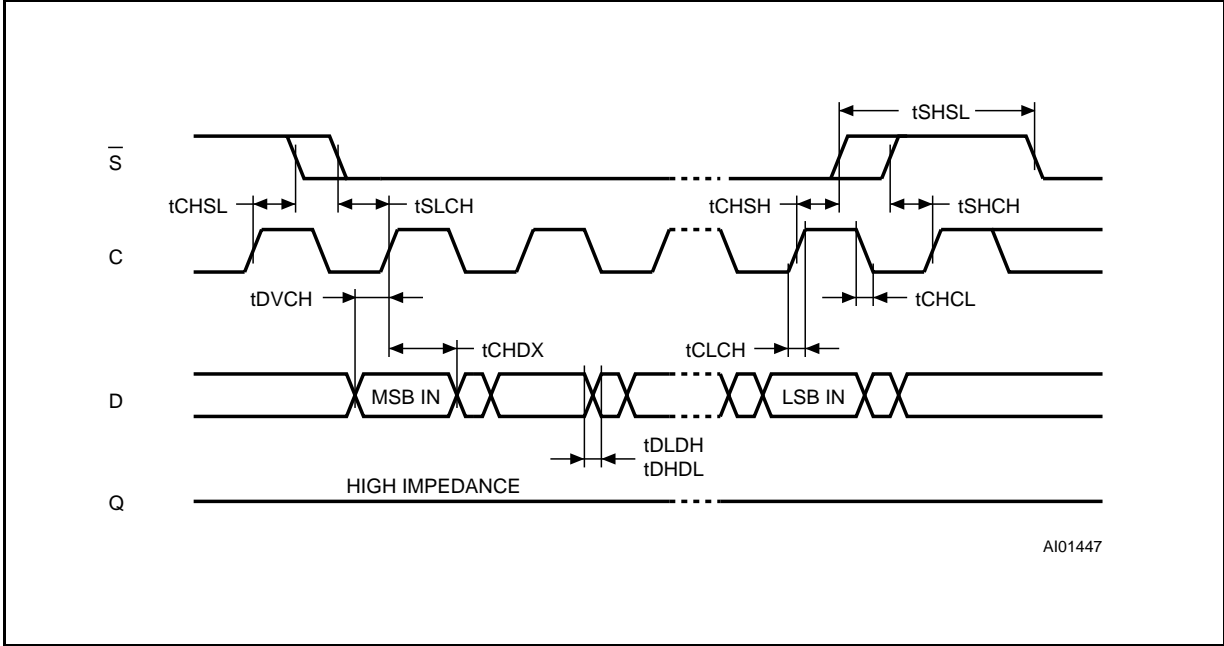 tSHSL
S̅
tCHSL
tSLCH
tCHSH
tSHCH
C
tDVCH
tCHCL
tCHDX
tCLCH
D
MSB IN
LSB IN
tDLDH
tDHDL
HIGH IMPEDANCE
Q
AI01447